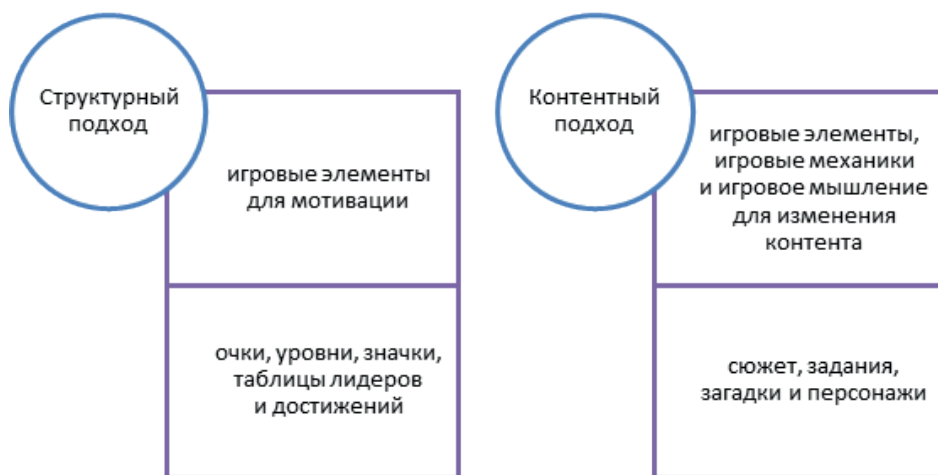 Структурный
подход
игровые элементы
для мотивации
очки, уровни, значки,
таблицы лидеров
и достижений
Контентный
подход
игровые элементы,
игровые механики
и игровое мышление
для изменения
контента
сюжет, задания,
загадки и персонажи